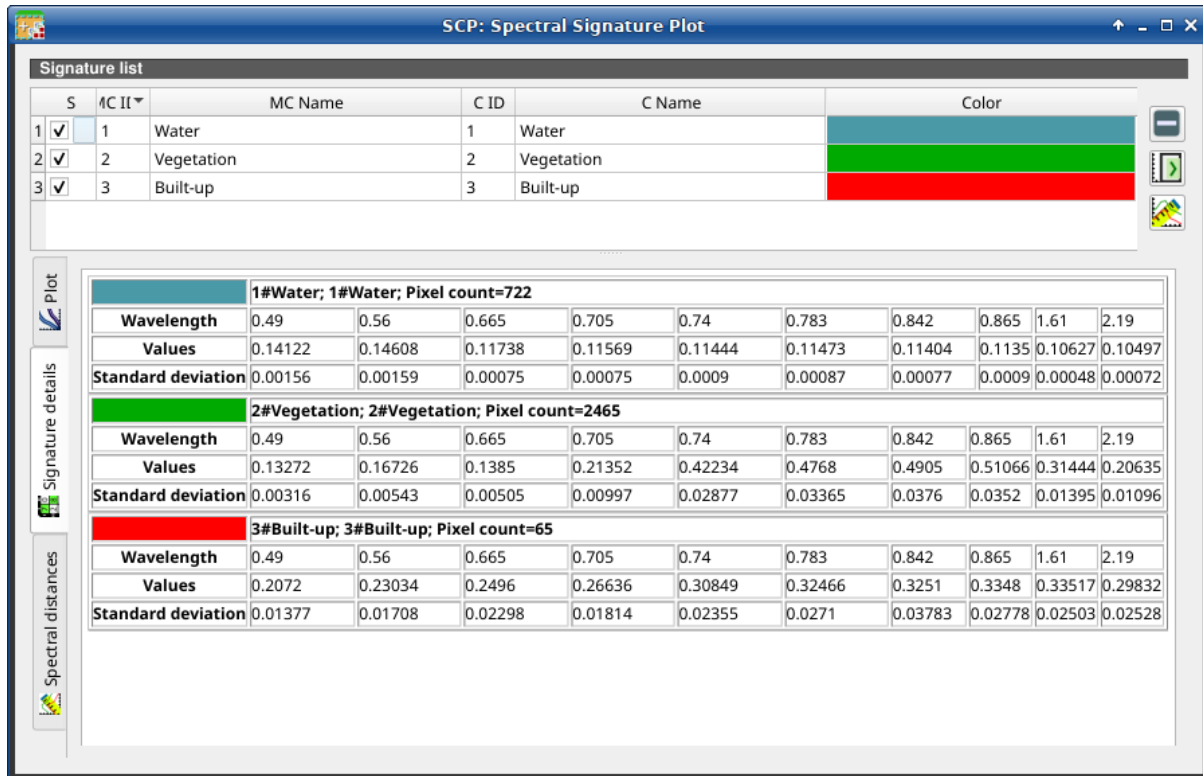 SCP: Spectral Signature Plot
Signature list
S MC ID MC Name C ID C Name Color
1 1 Water 1 Water
2 2 Vegetation 2 Vegetation
3 3 Built-up 3 Built-up
Plot
Signature details
Spectral distances
1#Water; 1#Water; Pixel count=722
Wavelength 0.49 0.56 0.665 0.705 0.74 0.783 0.842 0.865 1.61 2.19
Values 0.14122 0.14608 0.11738 0.11569 0.11444 0.11473 0.11404 0.1135 0.10627 0.10497
Standard deviation 0.00156 0.00159 0.00075 0.00075 0.0009 0.00087 0.00077 0.0009 0.00048 0.00072
2#Vegetation; 2#Vegetation; Pixel count=2465
Wavelength 0.49 0.56 0.665 0.705 0.74 0.783 0.842 0.865 1.61 2.19
Values 0.13272 0.16726 0.1385 0.21352 0.42234 0.4768 0.4905 0.51066 0.31444 0.20635
Standard deviation 0.00316 0.00543 0.00505 0.00997 0.02877 0.03365 0.0376 0.0352 0.01395 0.01096
3#Built-up; 3#Built-up; Pixel count=65
Wavelength 0.49 0.56 0.665 0.705 0.74 0.783 0.842 0.865 1.61 2.19
Values 0.2072 0.23034 0.2496 0.26636 0.30849 0.32466 0.3251 0.3348 0.33517 0.29832
Standard deviation 0.01377 0.01708 0.02298 0.01814 0.02355 0.0271 0.03783 0.02778 0.02503 0.02528